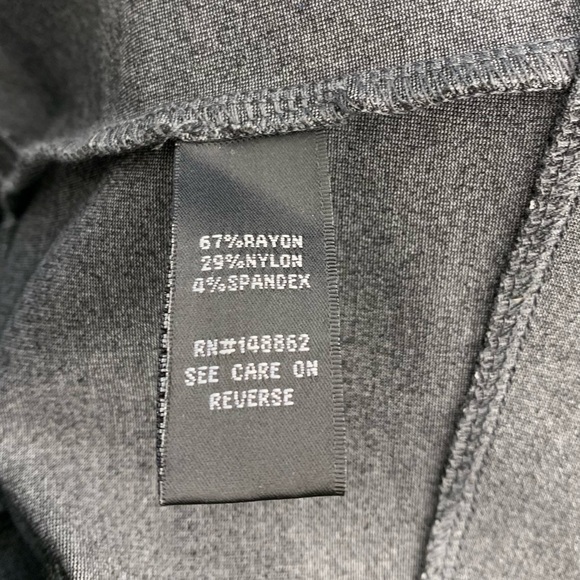 67%RAYON
29%NYLON
4%SPANDEX
RN#148862
SEE CARE ON
REVERSE